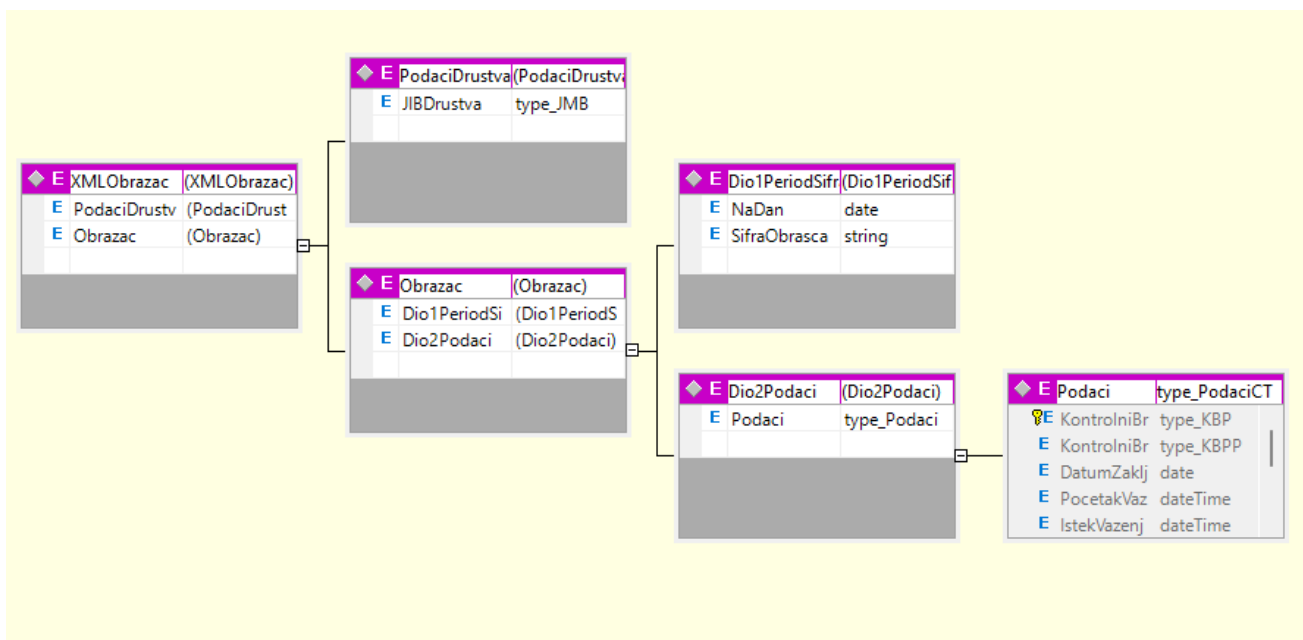 E XMLObrazac (XMLObrazac)
E PodaciDrustv (PodaciDrust
E Obrazac (Obrazac)
E PodaciDrustva (PodaciDrustva
E JIBDrustva type_JMB
E Obrazac (Obrazac)
E Dio1PeriodSi (Dio1PeriodS
E Dio2Podaci (Dio2Podaci)
E Dio1PeriodSifr (Dio1PeriodSif
E NaDan date
E SifraObrasca string
E Dio2Podaci (Dio2Podaci)
E Podaci type_Podaci
E Podaci type_PodaciCT
E KontrolniBr type_KBP
E KontrolniBr type_KBPP
E DatumZaklj date
E PocetakVaz dateTime
E IstekVazenj dateTime